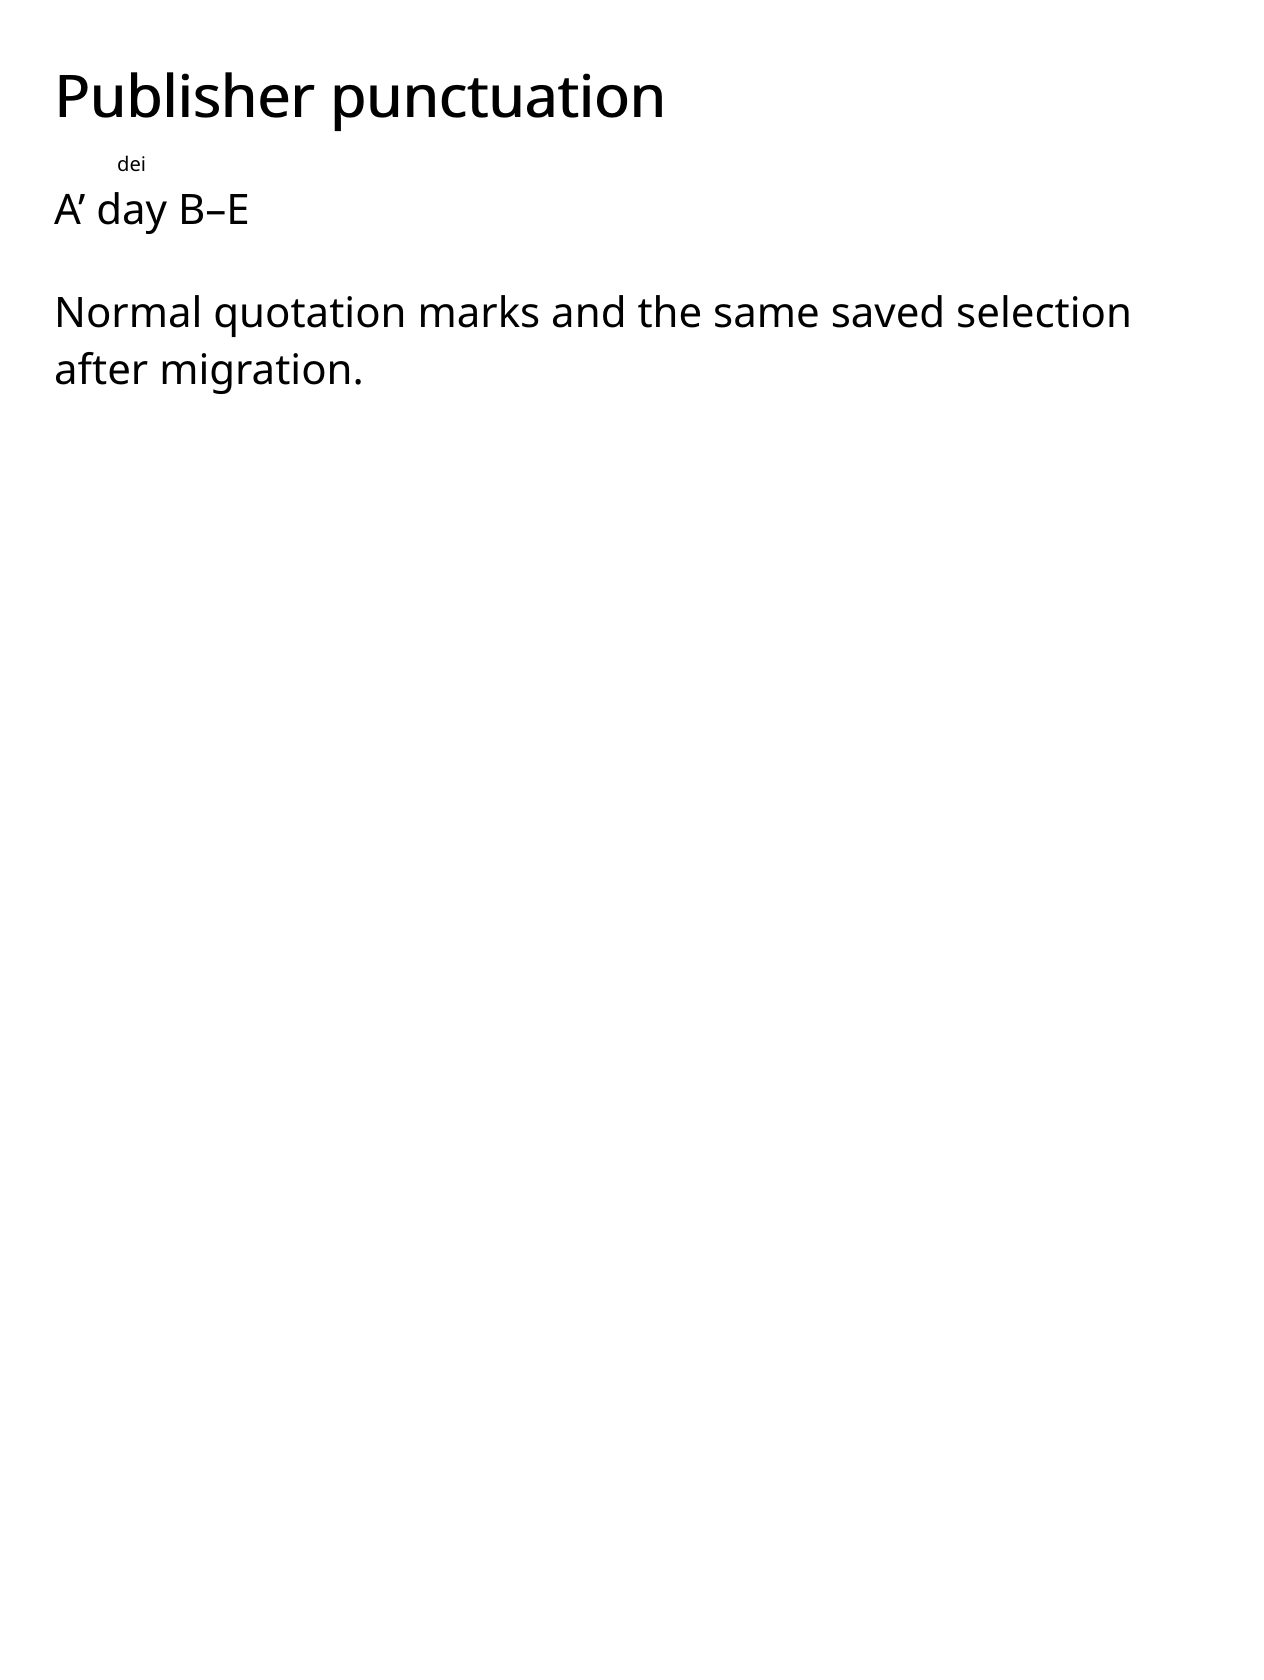 Publisher punctuation
dei
A’ day B–E
Normal quotation marks and the same saved selection
after migration.